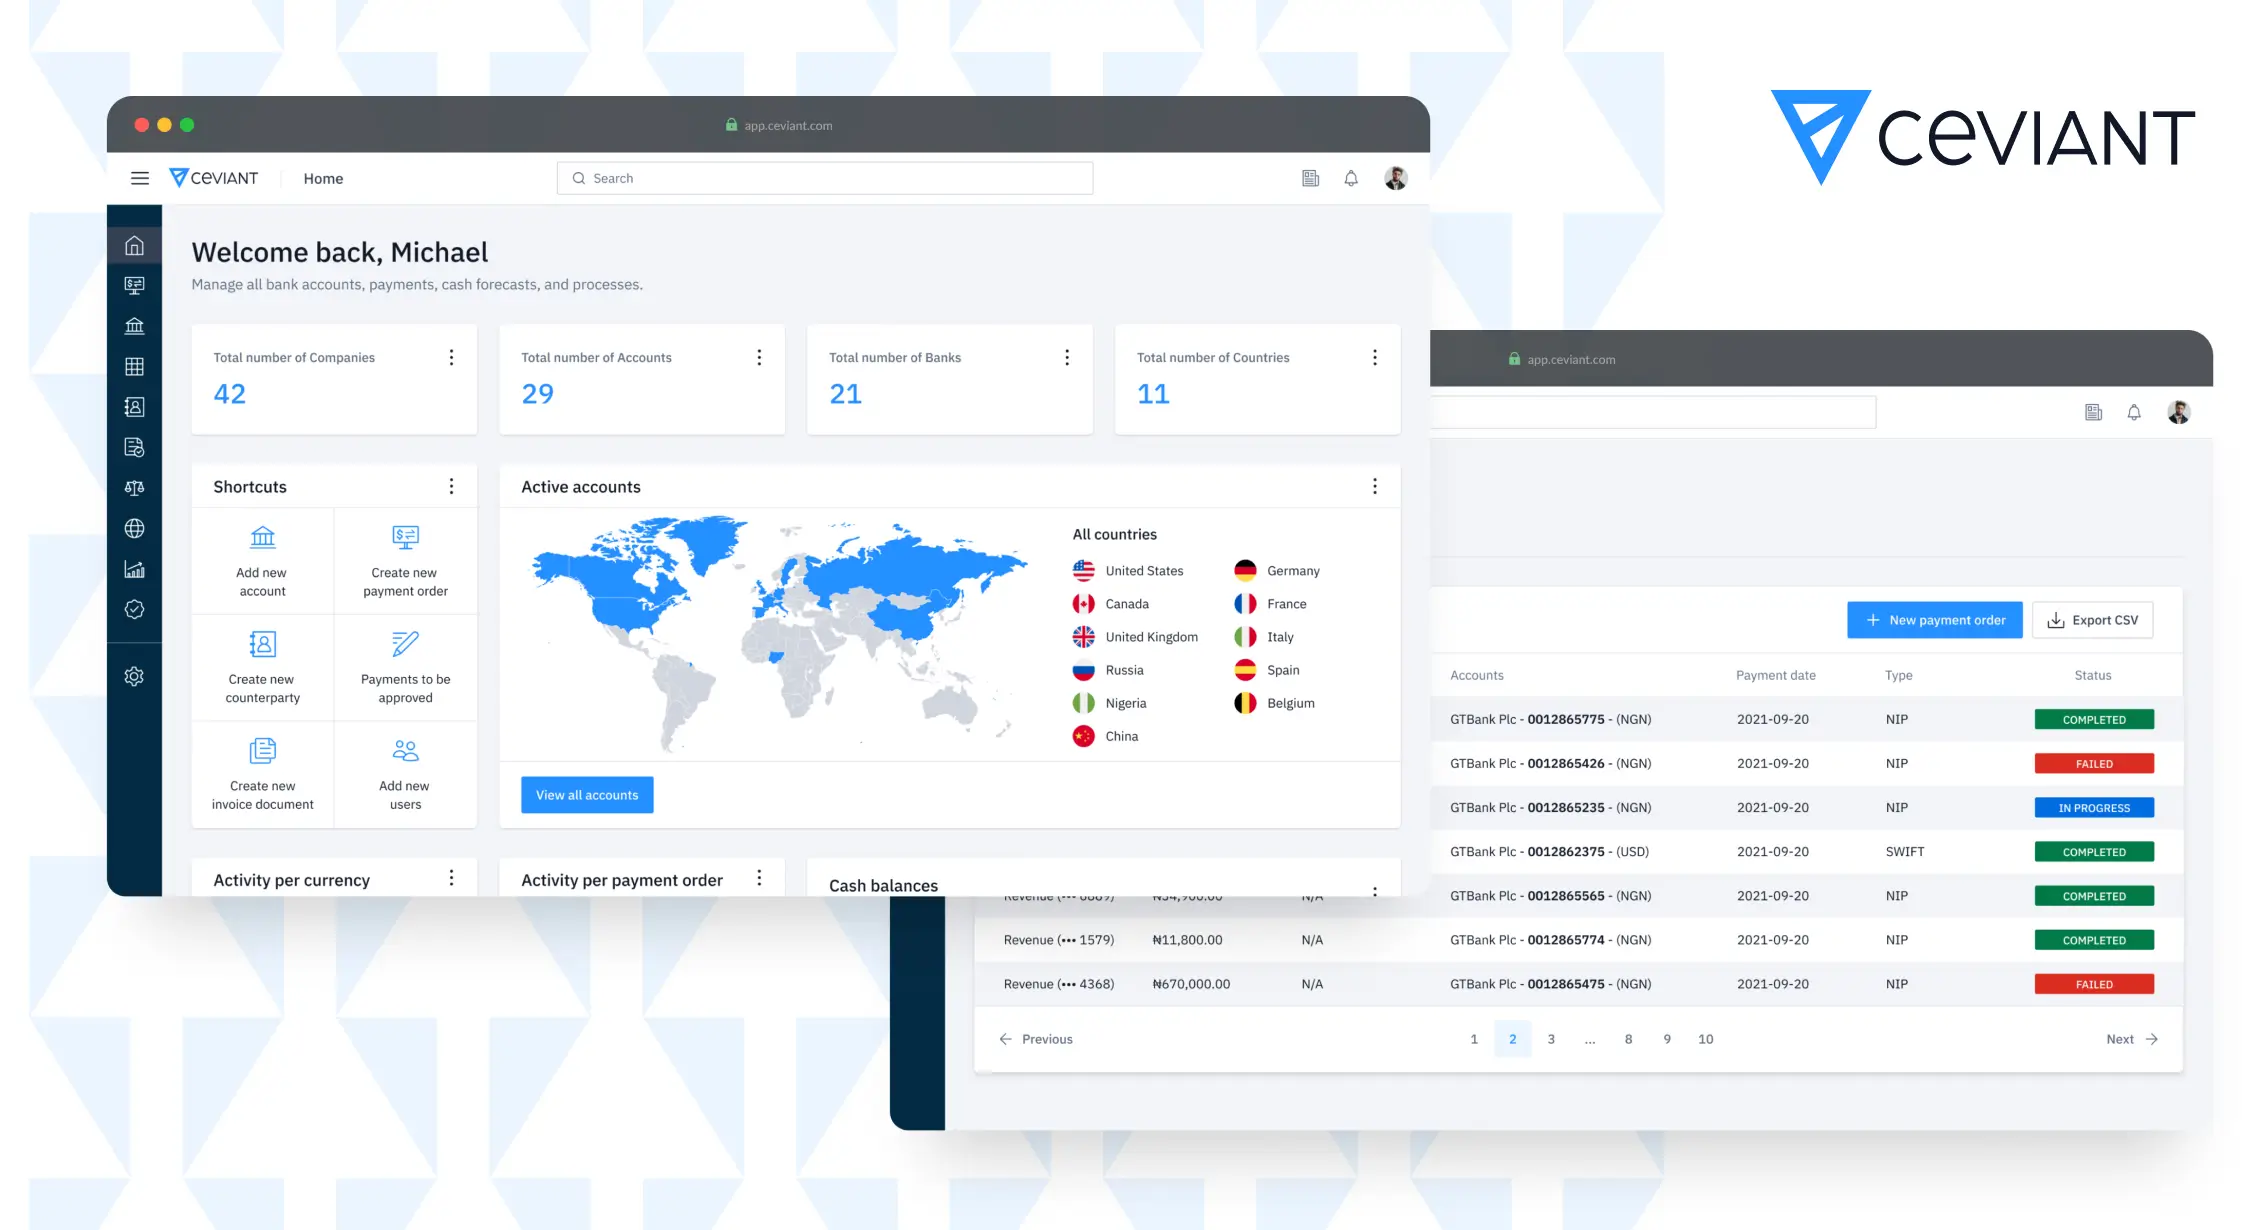 CEVIANT
app.ceviant.com
CEVIANT
Home
Search
Welcome back, Michael
Manage all bank accounts, payments, cash forecasts, and processes.
Total number of Companies
42
Total number of Accounts
29
Total number of Banks
21
Total number of Countries
11
Shortcuts
Add new
account
Create new
payment order
Create new
counterparty
Payments to be
approved
Create new
invoice document
Add new
users
Active accounts
All countries
United States
Canada
United Kingdom
Russia
Nigeria
China
Germany
France
Italy
Spain
Belgium
View all accounts
Activity per currency
Activity per payment order
Cash balances
app.ceviant.com
New payment order
Export CSV
Accounts Payment date Type Status
GTBank Plc - 0012865775 - (NGN) 2021-09-20 NIP COMPLETED
GTBank Plc - 0012865426 - (NGN) 2021-09-20 NIP FAILED
GTBank Plc - 0012865235 - (NGN) 2021-09-20 NIP IN PROGRESS
GTBank Plc - 0012862375 - (USD) 2021-09-20 SWIFT COMPLETED
Revenue N/A GTBank Plc - 0012865565 - (NGN) 2021-09-20 NIP COMPLETED
Revenue (••• 1579) ₦11,800.00 N/A GTBank Plc - 0012865774 - (NGN) 2021-09-20 NIP COMPLETED
Revenue (••• 4368) ₦670,000.00 N/A GTBank Plc - 0012865475 - (NGN) 2021-09-20 NIP FAILED
Previous 1 2 3 ... 8 9 10 Next